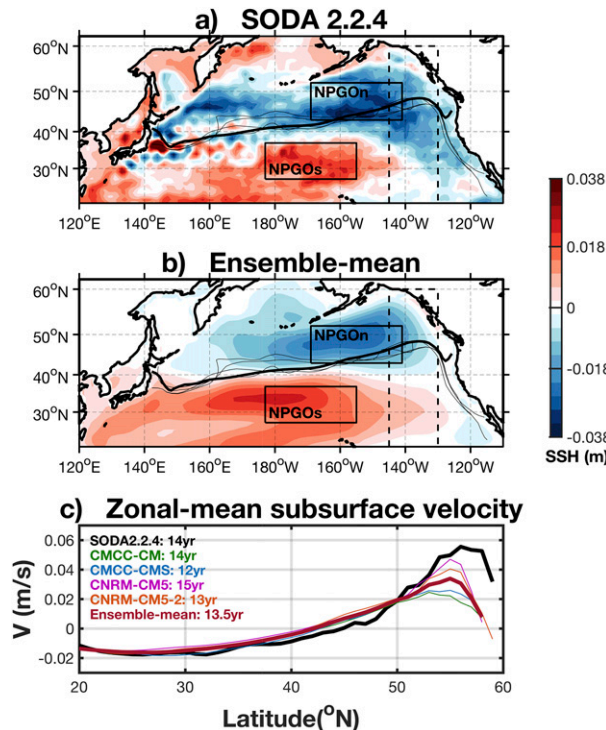 a) SODA 2.2.4
60°N
50°N
40°N
30°N
NPGOn
NPGOs
120°E 140°E 160°E 180°W 160°W 140°W 120°W
b) Ensemble-mean
60°N
50°N
40°N
30°N
NPGOn
NPGOs
120°E 140°E 160°E 180°W 160°W 140°W 120°W
0.038
0.018
0
-0.018
-0.038
SSH (m)
c) Zonal-mean subsurface velocity
V (m/s)
0.06
0.04
0.02
0
-0.02
SODA2.2.4: 14yr
CMCC-CM: 14yr
CMCC-CMS: 12yr
CNRM-CM5: 15yr
CNRM-CM5-2: 13yr
Ensemble-mean: 13.5yr
20 30 40 50 60
Latitude(°N)